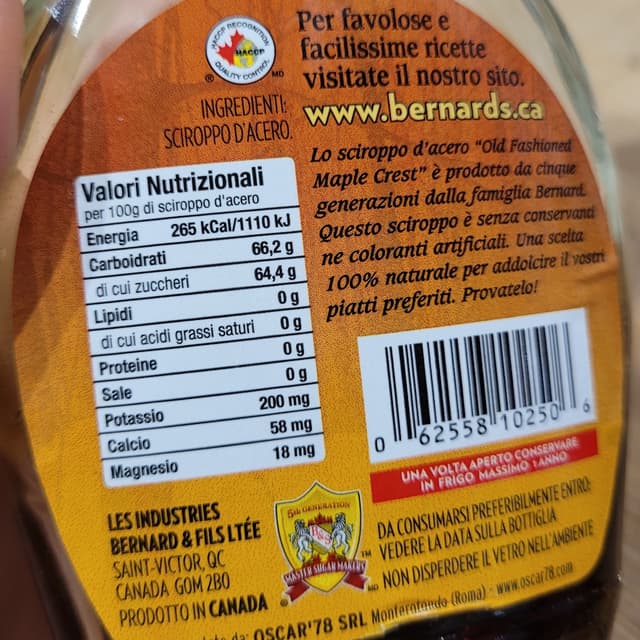 HACCP RECOGNITION
HACCP
QUALITY CONTROL
® MD
Per favolose e
facilissime ricette
visitate il nostro sito.
www.bernards.ca
INGREDIENTI:
SCIROPPO D'ACERO.
Valori Nutrizionali
per 100g di sciroppo d'acero
Energia 265 kCal/1110 kJ
Carboidrati 66,2 g
di cui zuccheri 64,4 g
Lipidi 0 g
di cui acidi grassi saturi 0 g
Proteine 0 g
Sale 0 g
Potassio 200 mg
Calcio 58 mg
Magnesio 18 mg
Lo sciroppo d'acero "Old Fashioned
Maple Crest" è prodotto da cinque
generazioni dalla famiglia Bernard.
Questo sciroppo è senza conservanti
ne coloranti artificiali. Una scelta
100% naturale per addolcire il vostri
piatti preferiti. Provatelo!
0 62558 10250 6
UNA VOLTA APERTO CONSERVARE
IN FRIGO MASSIMO 1 ANNO
LES INDUSTRIES
BERNARD & FILS LTÉE
SAINT-VICTOR, QC
CANADA G0M 2B0
PRODOTTO IN CANADA
5th GENERATION
MASTER SUGAR MAKERS
® TM MD
DA CONSUMARSI PREFERIBILMENTE ENTRO:
VEDERE LA DATA SULLA BOTTIGLIA
NON DISPERDERE IL VETRO NELL'AMBIENTE
da: OSCAR'78 SRL Monterotondo (Roma) - www.oscar78.com